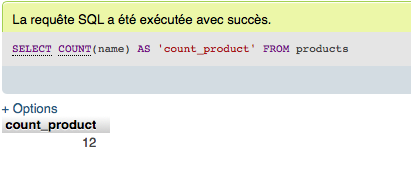 La requête SQL a été exécutée avec succès.
SELECT COUNT(name) AS 'count_product' FROM products
+ Options
count_product
12